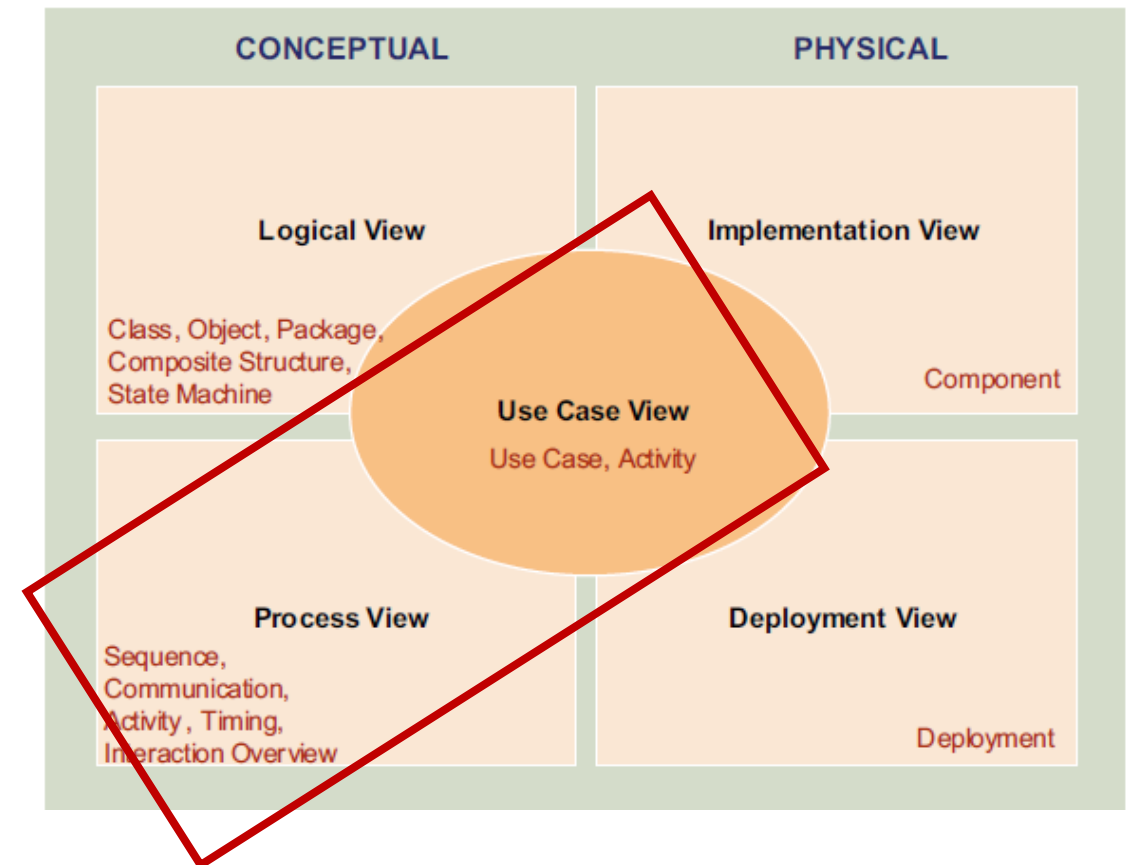 CONCEPTUAL
PHYSICAL
Logical View
Class, Object, Package,
Composite Structure,
State Machine
Implementation View
Component
Use Case View
Use Case, Activity
Process View
Sequence,
Communication,
Activity, Timing,
Interaction Overview
Deployment View
Deployment